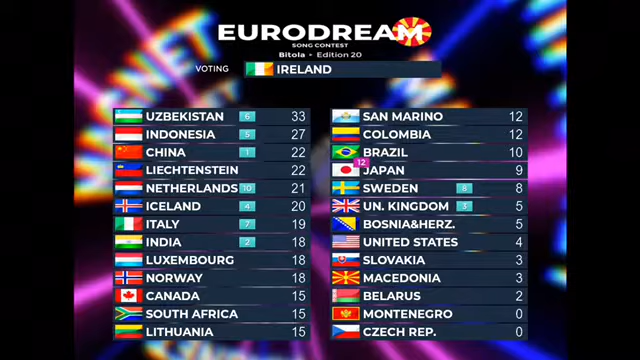 EURODREAM
SONG CONTEST
Bitola - Edition 20
VOTING IRELAND
UZBEKISTAN 6 33
INDONESIA 5 27
CHINA 1 22
LIECHTENSTEIN 22
NETHERLANDS 10 21
ICELAND 4 20
ITALY 7 19
INDIA 2 18
LUXEMBOURG 18
NORWAY 18
CANADA 15
SOUTH AFRICA 15
LITHUANIA 15
SAN MARINO 12
COLOMBIA 12
BRAZIL 10
12
JAPAN 9
SWEDEN 8 8
UN. KINGDOM 3 5
BOSNIA&HERZ. 5
UNITED STATES 4
SLOVAKIA 3
MACEDONIA 3
BELARUS 2
MONTENEGRO 0
CZECH REP. 0